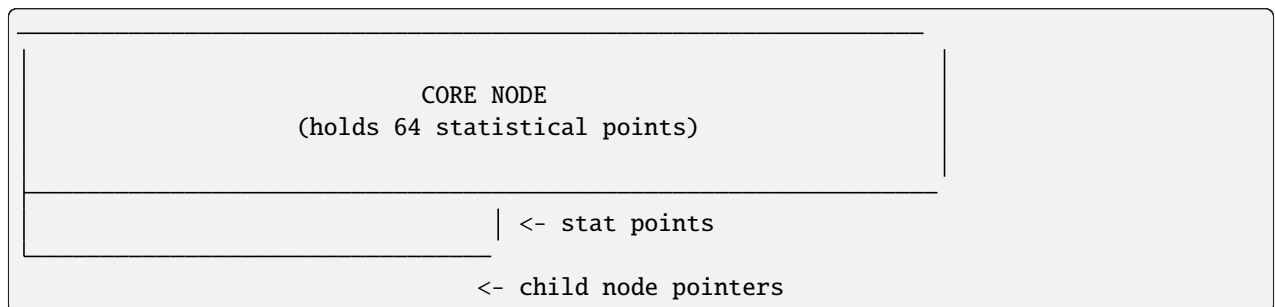 CORE NODE
(holds 64 statistical points)
<- stat points
<- child node pointers